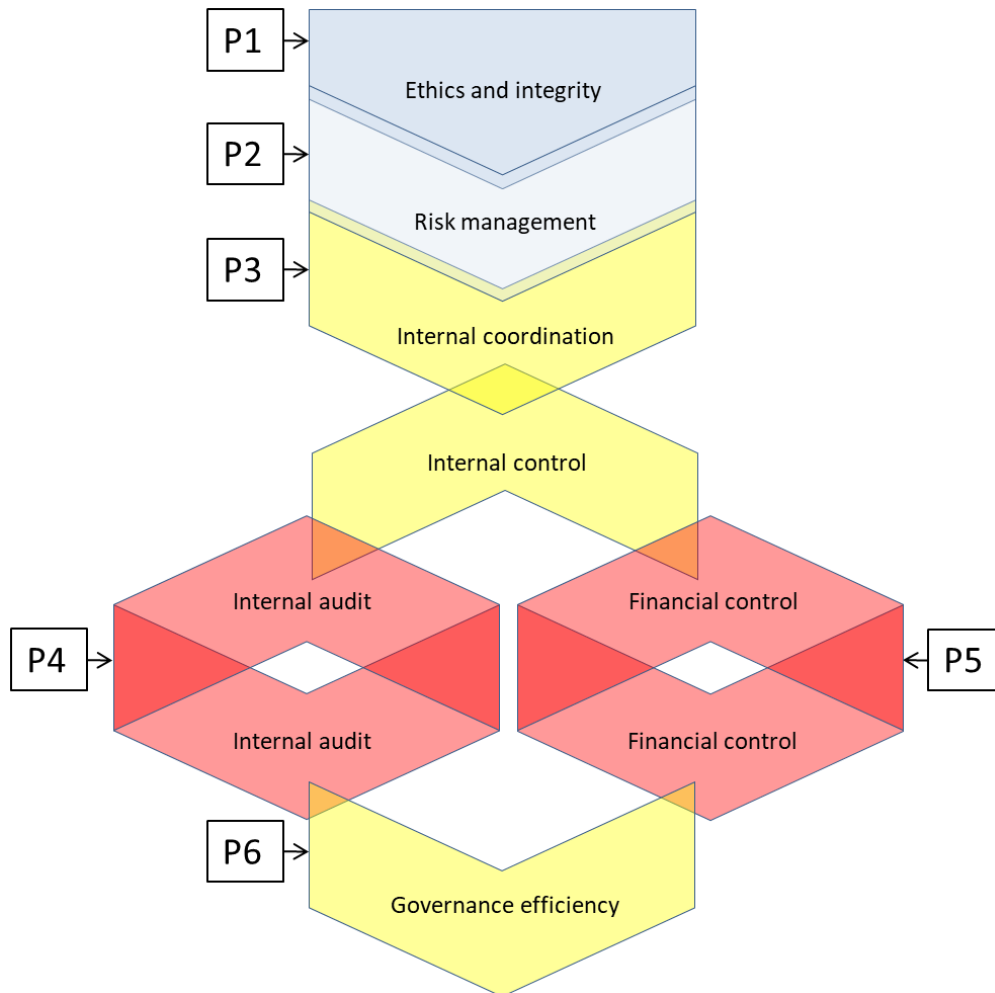 P1
Ethics and integrity
P2
Risk management
P3
Internal coordination
Internal control
Internal audit
Financial control
P4
P5
Internal audit
Financial control
P6
Governance efficiency